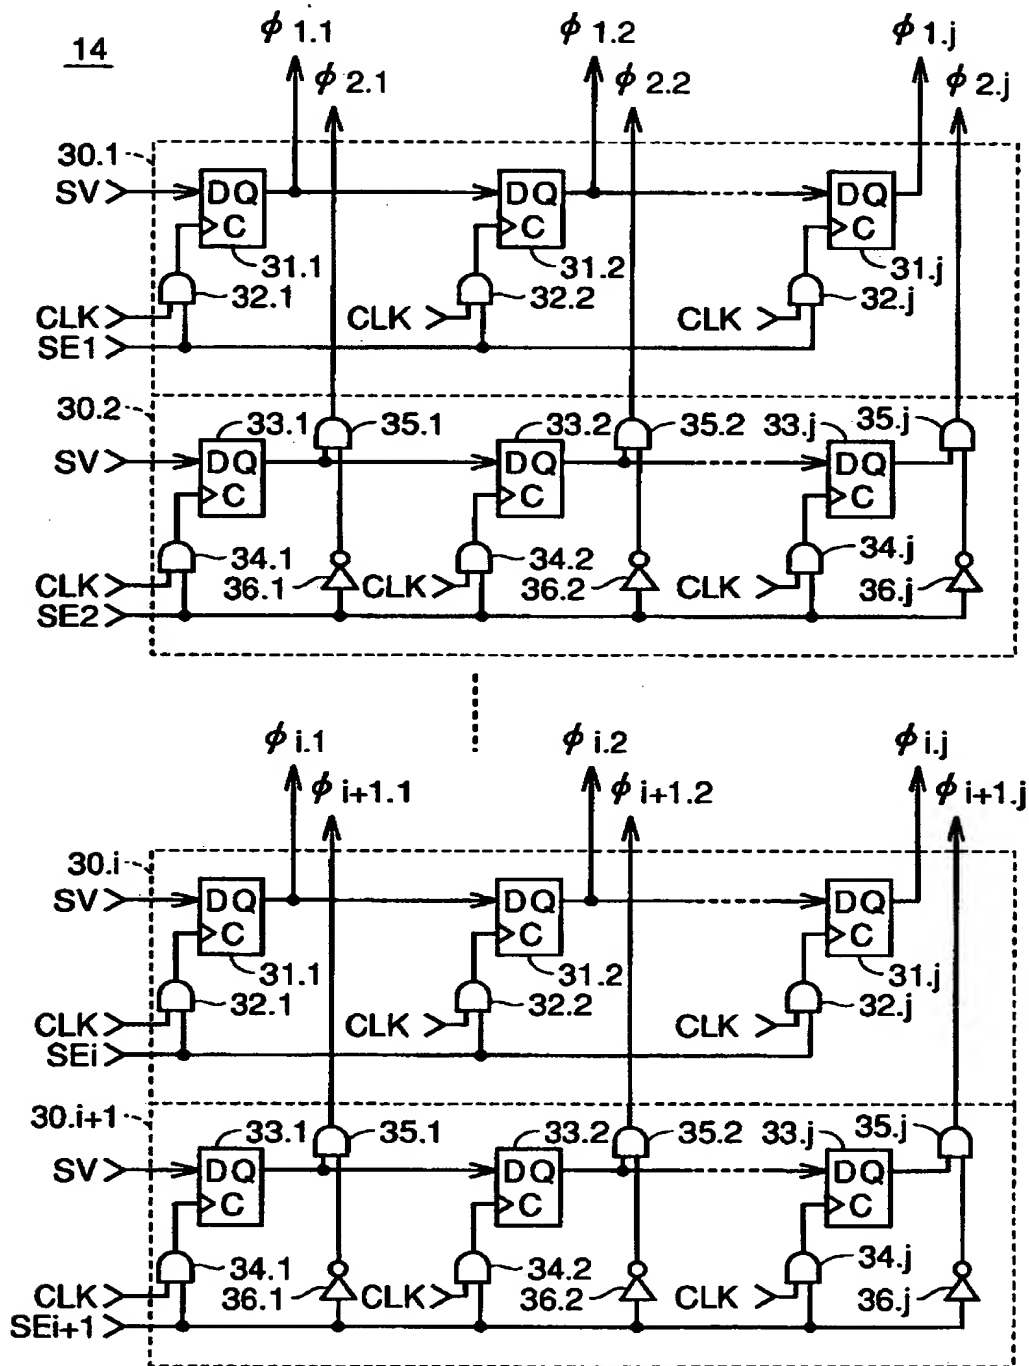 14
ϕ 1.1 ϕ 1.2 ϕ 1.j
ϕ 2.1 ϕ 2.2 ϕ 2.j
30.1
SV DQ DQ DQ
C C C
31.1 31.2 31.j
32.1 32.2 32.j
CLK CLK CLK
SE1
30.2
33.1 35.1 33.2 35.2 33.j 35.j
SV DQ DQ DQ
C C C
34.1 34.2 34.j
CLK 36.1 CLK 36.2 CLK 36.j
SE2
ϕ i.1 ϕ i.2 ϕ i.j
ϕ i+1.1 ϕ i+1.2 ϕ i+1.j
30.i
SV DQ DQ DQ
C C C
31.1 31.2 31.j
32.1 32.2 32.j
CLK CLK CLK
SEi
30.i+1
33.1 35.1 33.2 35.2 33.j 35.j
SV DQ DQ DQ
C C C
34.1 34.2 34.j
CLK 36.1 CLK 36.2 CLK 36.j
SEi+1